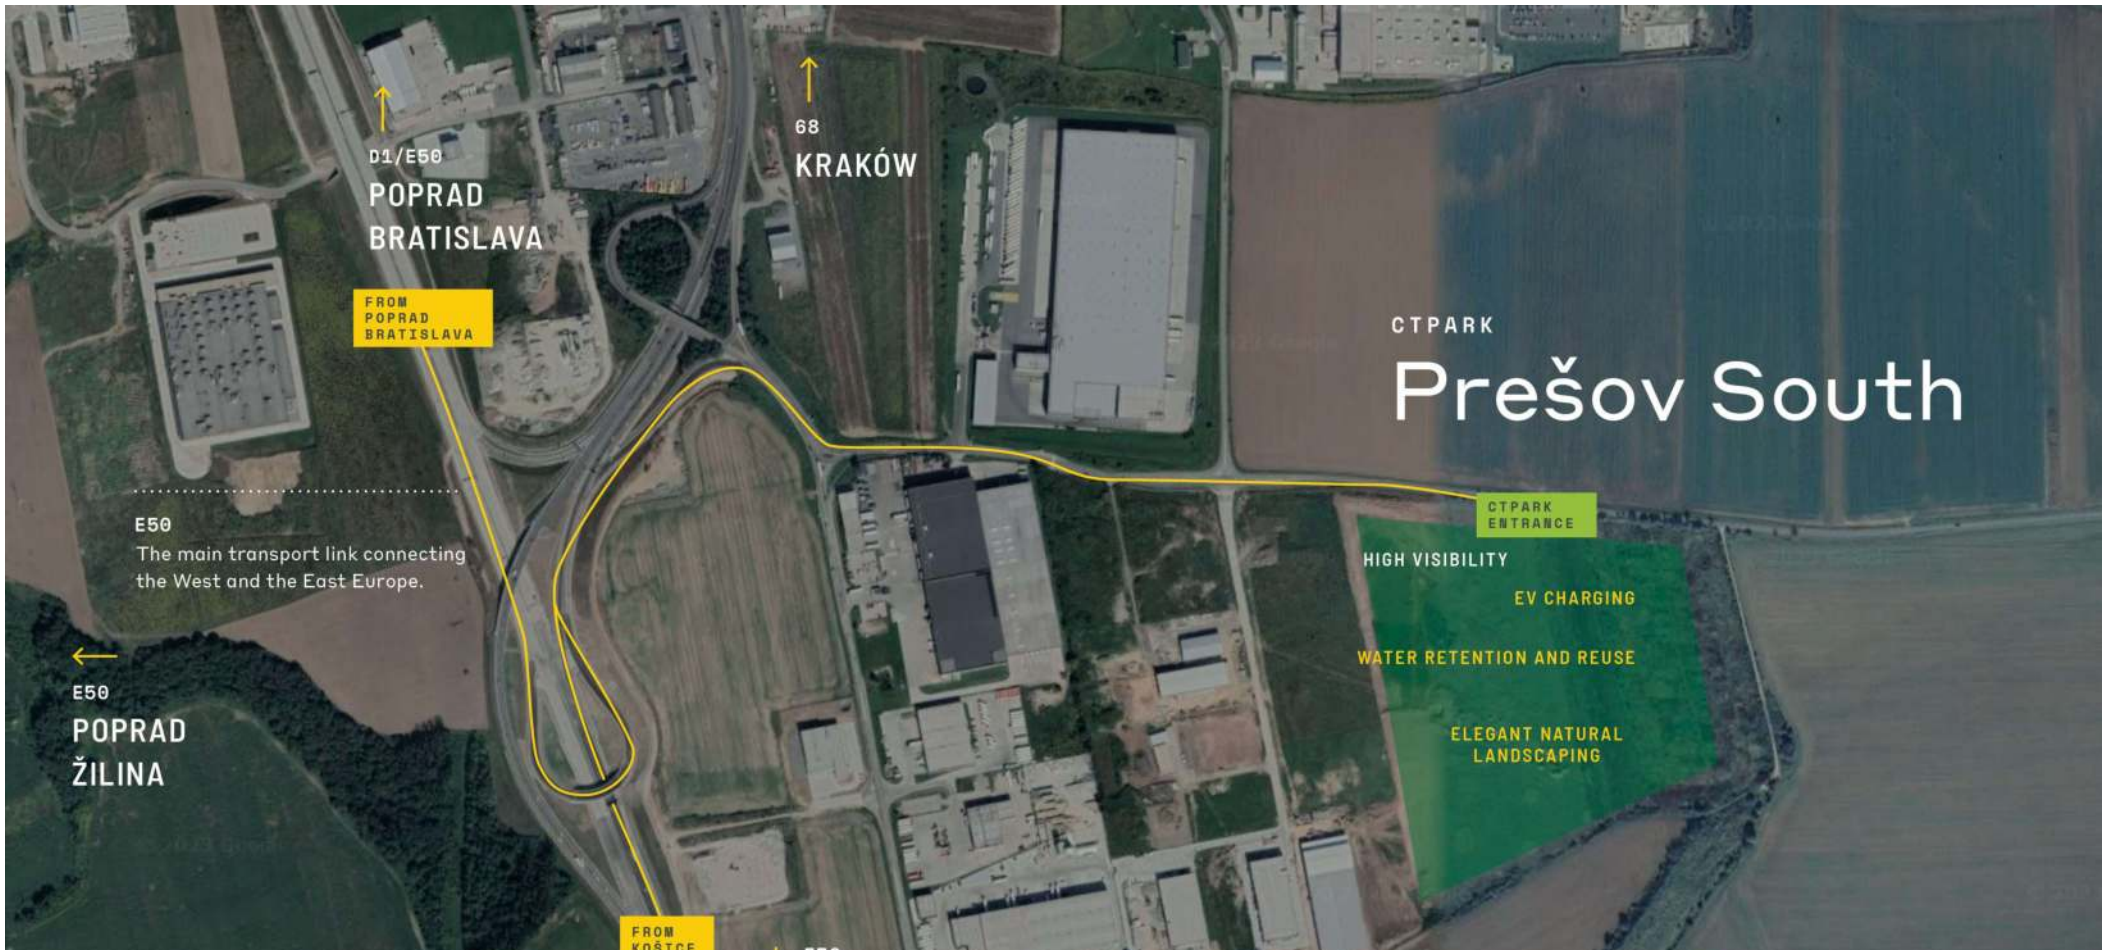 68
KRAKÓW
D1/E50
POPRAD
BRATISLAVA
FROM
POPRAD
BRATISLAVA
CTPARK
Prešov South
CTPARK
ENTRANCE
E50
The main transport link connecting
the West and the East Europe.
HIGH VISIBILITY
EV CHARGING
WATER RETENTION AND REUSE
E50
POPRAD
ŽILINA
ELEGANT NATURAL
LANDSCAPING
FROM
KOŠICE